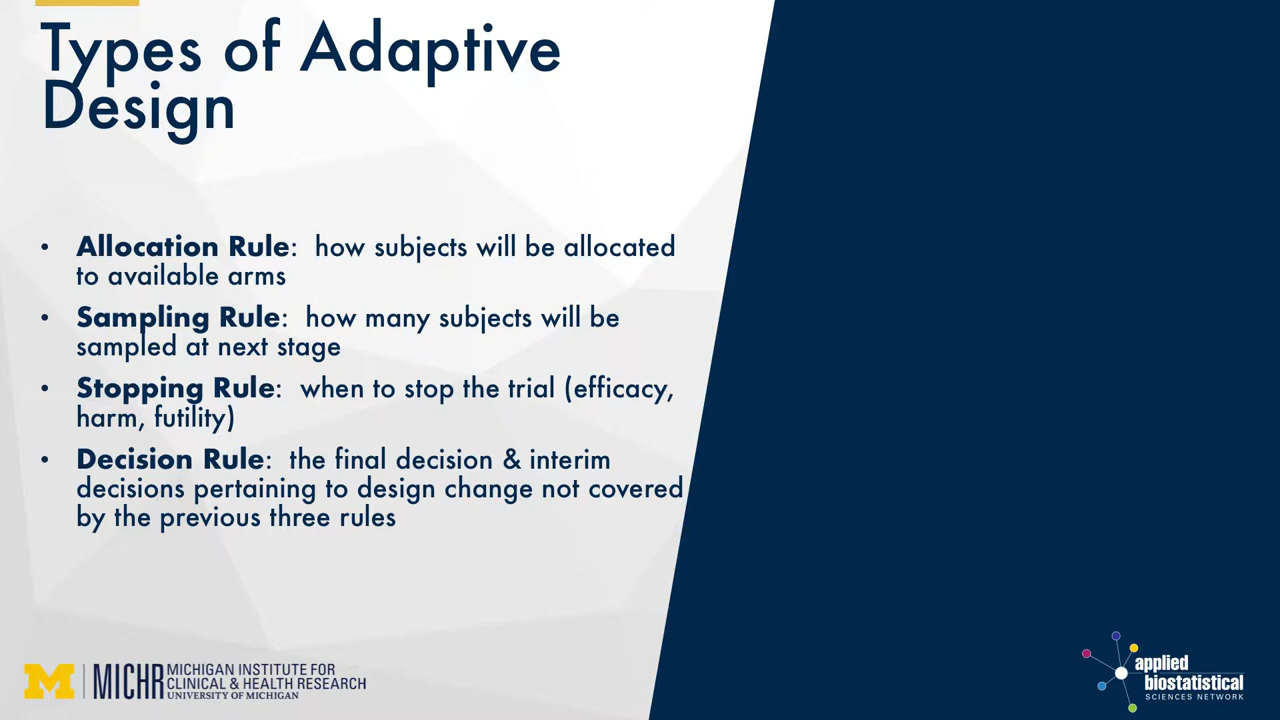 Types of Adaptive
Design
• Allocation Rule: how subjects will be allocated
to available arms
• Sampling Rule: how many subjects will be
sampled at next stage
• Stopping Rule: when to stop the trial (efficacy,
harm, futility)
• Decision Rule: the final decision & interim
decisions pertaining to design change not covered
by the previous three rules
M MICHR MICHIGAN INSTITUTE FOR
CLINICAL & HEALTH RESEARCH
UNIVERSITY OF MICHIGAN
applied
biostatistical
SCIENCES NETWORK